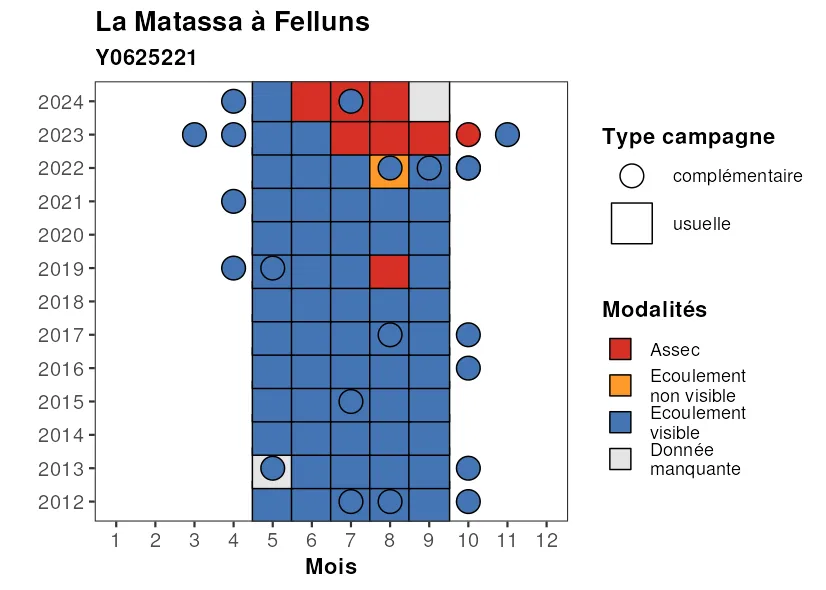 La Matassa à Felluns
Y0625221
2024
2023
2022
2021
2020
2019
2018
2017
2016
2015
2014
2013
2012
1 2 3 4 5 6 7 8 9 10 11 12
Mois
Type campagne
complémentaire
usuelle
Modalités
Assec
Ecoulement
non visible
Ecoulement
visible
Donnée
manquante